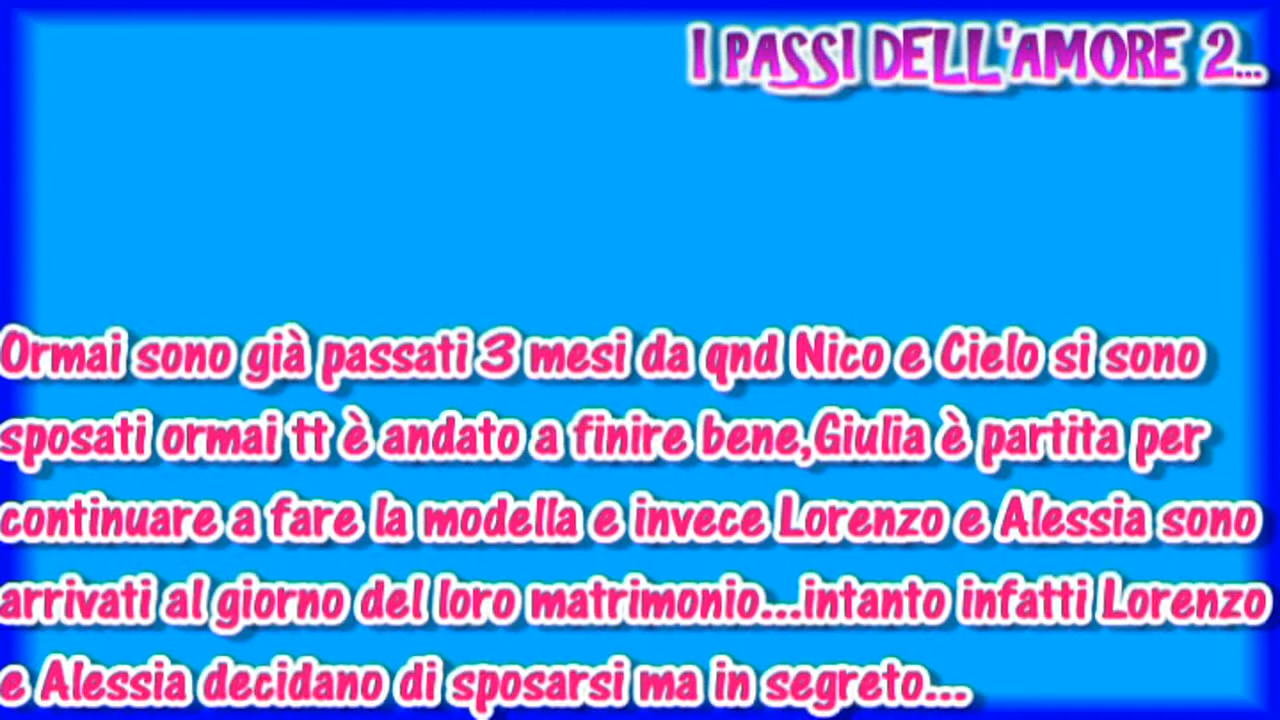 I PASSI DELL'AMORE 2...
Ormai sono già passati 3 mesi da qnd Nico e Cielo si sono
sposati ormai tt è andato a finire bene,Giulia è partita per
continuare a fare la modella e invece Lorenzo e Alessia sono
arrivati al giorno del loro matrimonio...intanto infatti Lorenzo
e Alessia decidano di sposarsi ma in segreto...